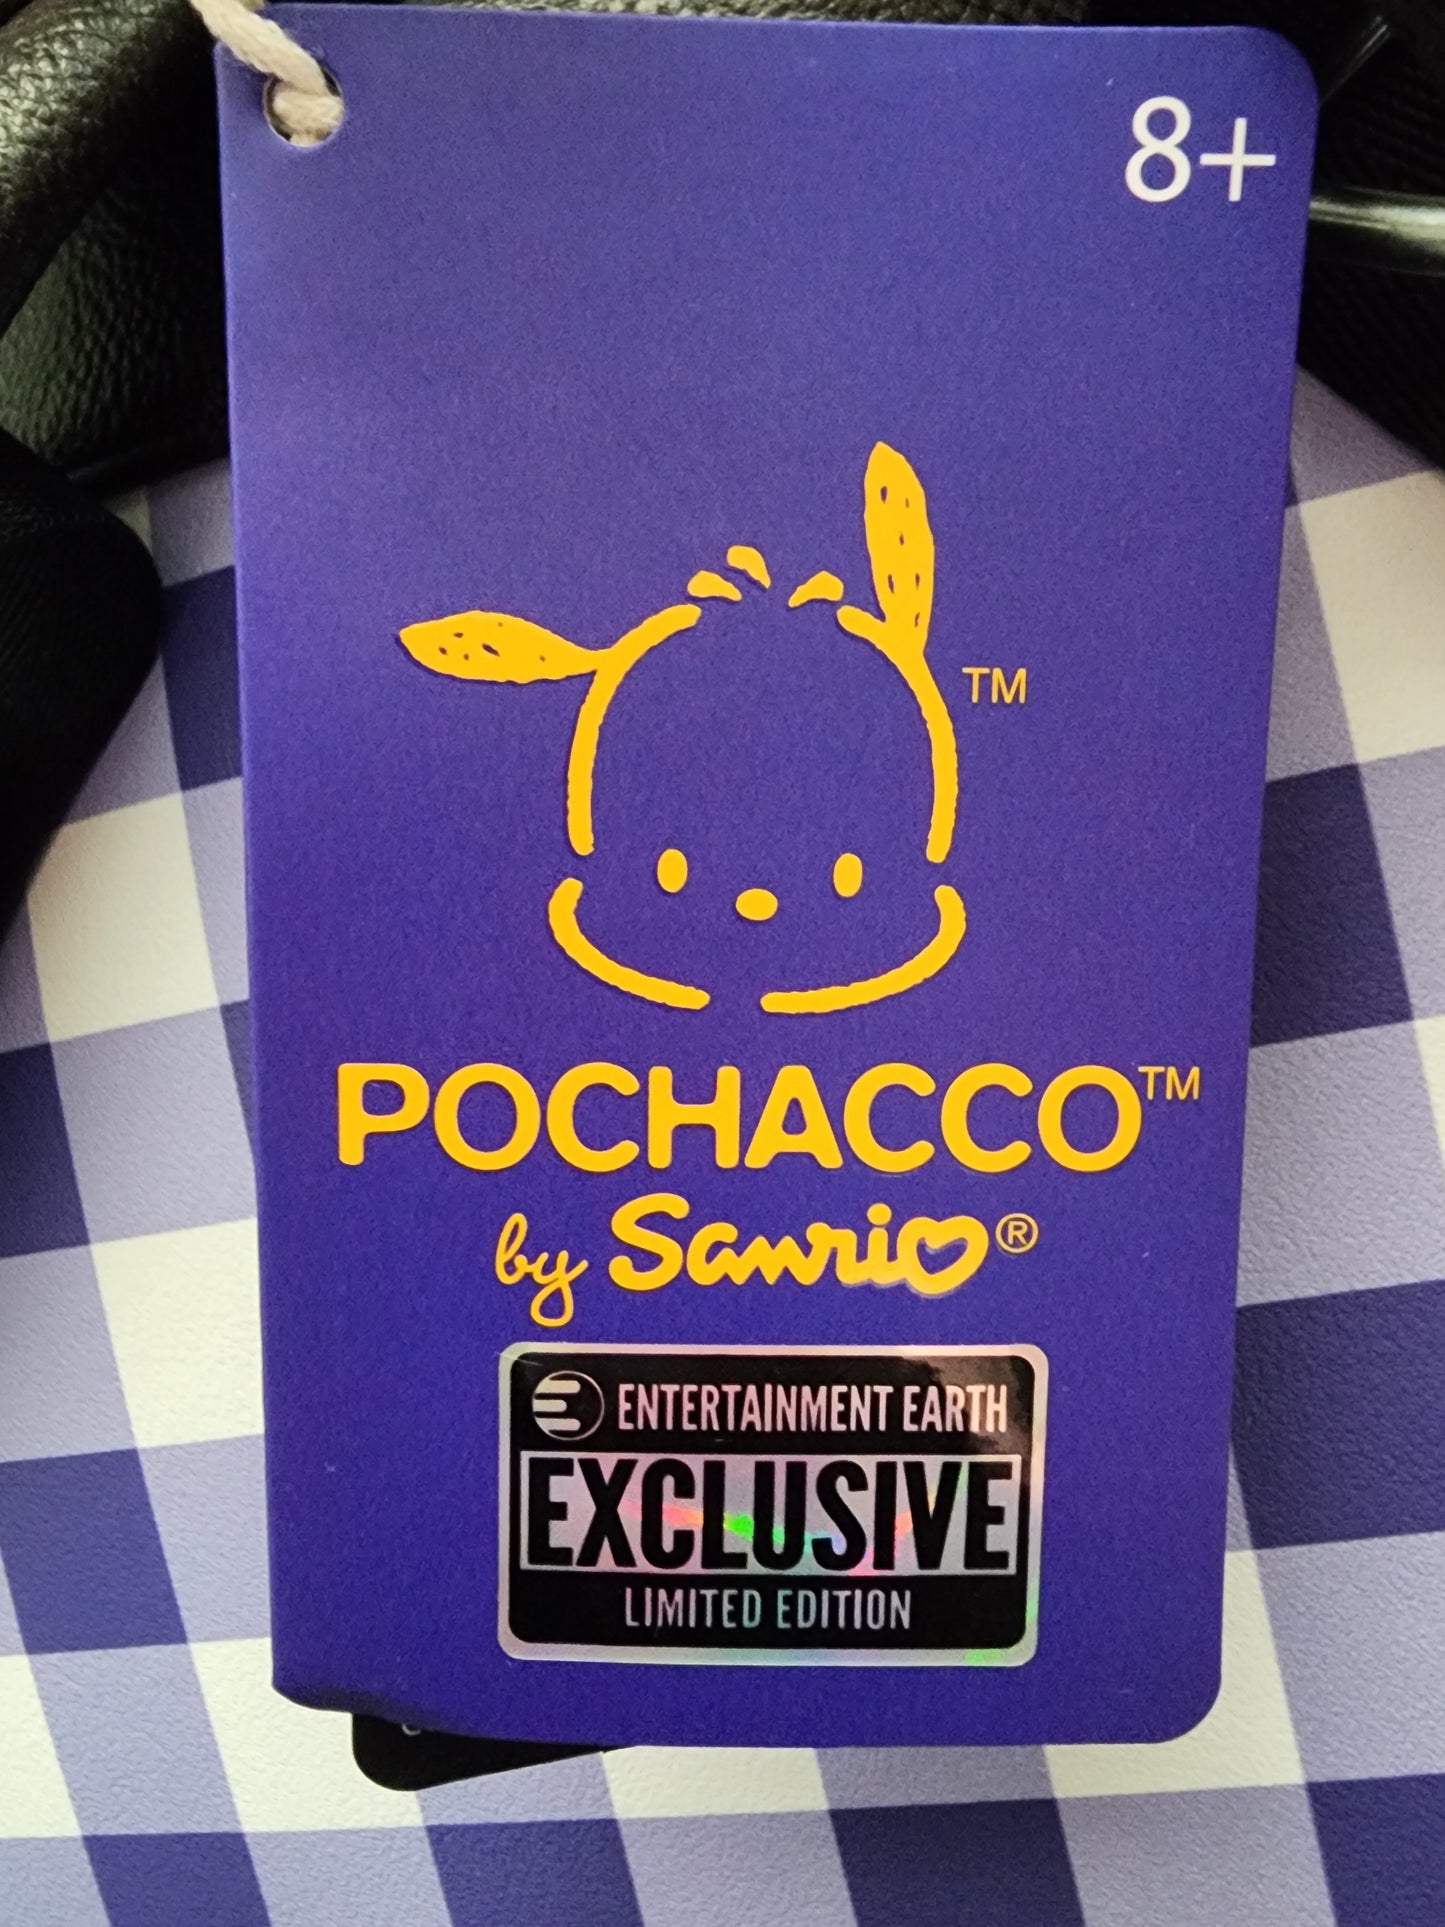 8+
TM
POCHACCO™
by Sanrio®
ENTERTAINMENT EARTH
EXCLUSIVE
LIMITED EDITION